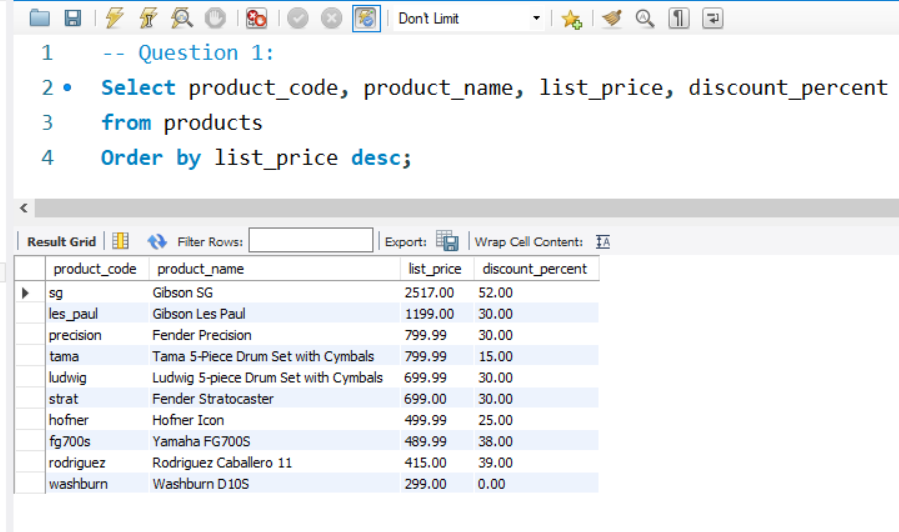 Don't Limit
1 -- Question 1:
2 Select product_code, product_name, list_price, discount_percent
3 from products
4 Order by list_price desc;
Result Grid Filter Rows: Export: Wrap Cell Content:
product_code product_name list_price discount_percent
sg Gibson SG 2517.00 52.00
les_paul Gibson Les Paul 1199.00 30.00
precision Fender Precision 799.99 30.00
tama Tama 5-Piece Drum Set with Cymbals 799.99 15.00
ludwig Ludwig 5-piece Drum Set with Cymbals 699.99 30.00
strat Fender Stratocaster 699.00 30.00
hofner Hofner Icon 499.99 25.00
fg700s Yamaha FG700S 489.99 38.00
rodriguez Rodriguez Caballero 11 415.00 39.00
washburn Washburn D10S 299.00 0.00